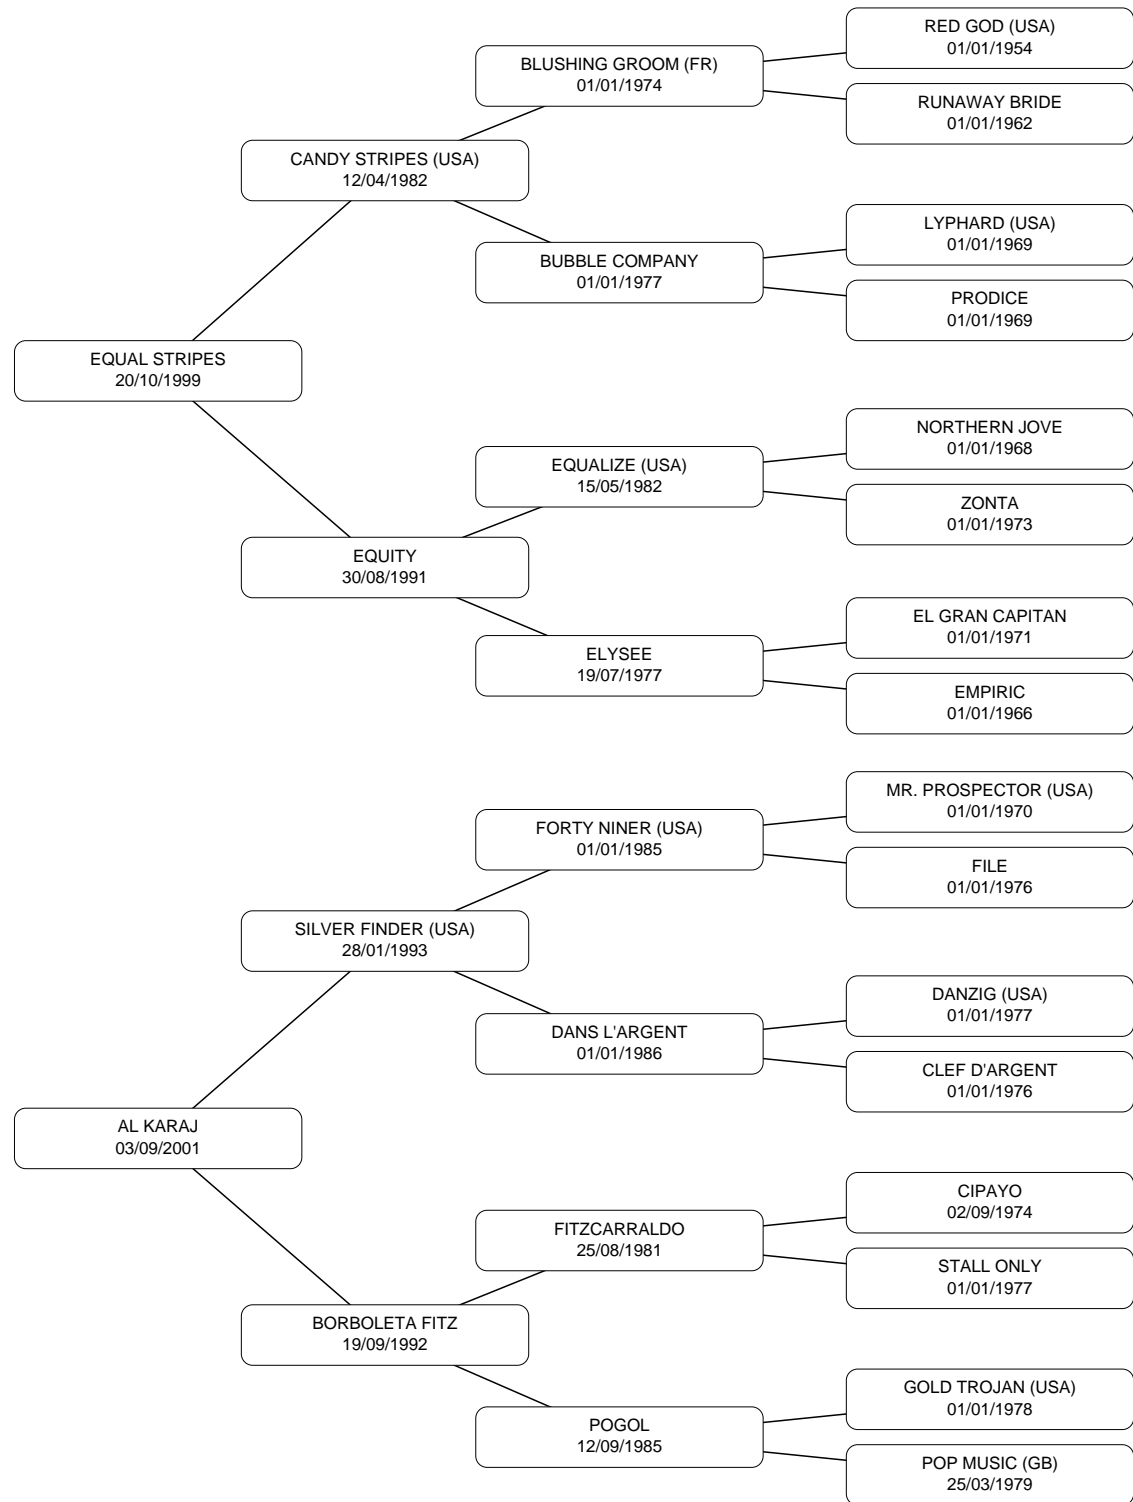 RED GOD (USA)
01/01/1954
BLUSHING GROOM (FR)
01/01/1974
RUNAWAY BRIDE
01/01/1962
CANDY STRIPES (USA)
12/04/1982
LYPHARD (USA)
01/01/1969
BUBBLE COMPANY
01/01/1977
PRODICE
01/01/1969
EQUAL STRIPES
20/10/1999
NORTHERN JOVE
01/01/1968
EQUALIZE (USA)
15/05/1982
ZONTA
01/01/1973
EQUITY
30/08/1991
EL GRAN CAPITAN
01/01/1971
ELYSEE
19/07/1977
EMPIRIC
01/01/1966
MR. PROSPECTOR (USA)
01/01/1970
FORTY NINER (USA)
01/01/1985
FILE
01/01/1976
SILVER FINDER (USA)
28/01/1993
DANZIG (USA)
01/01/1977
DANS L'ARGENT
01/01/1986
CLEF D'ARGENT
01/01/1976
AL KARAJ
03/09/2001
CIPAYO
02/09/1974
FITZCARRALDO
25/08/1981
STALL ONLY
01/01/1977
BORBOLETA FITZ
19/09/1992
GOLD TROJAN (USA)
01/01/1978
POGOL
12/09/1985
POP MUSIC (GB)
25/03/1979